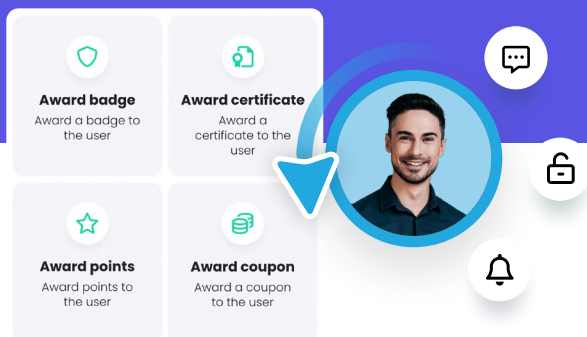 Award badge
Award a badge to
the user
Award certificate
Award a
certificate to the
user
Award points
Award points to
the user
Award coupon
Award a coupon
to the user